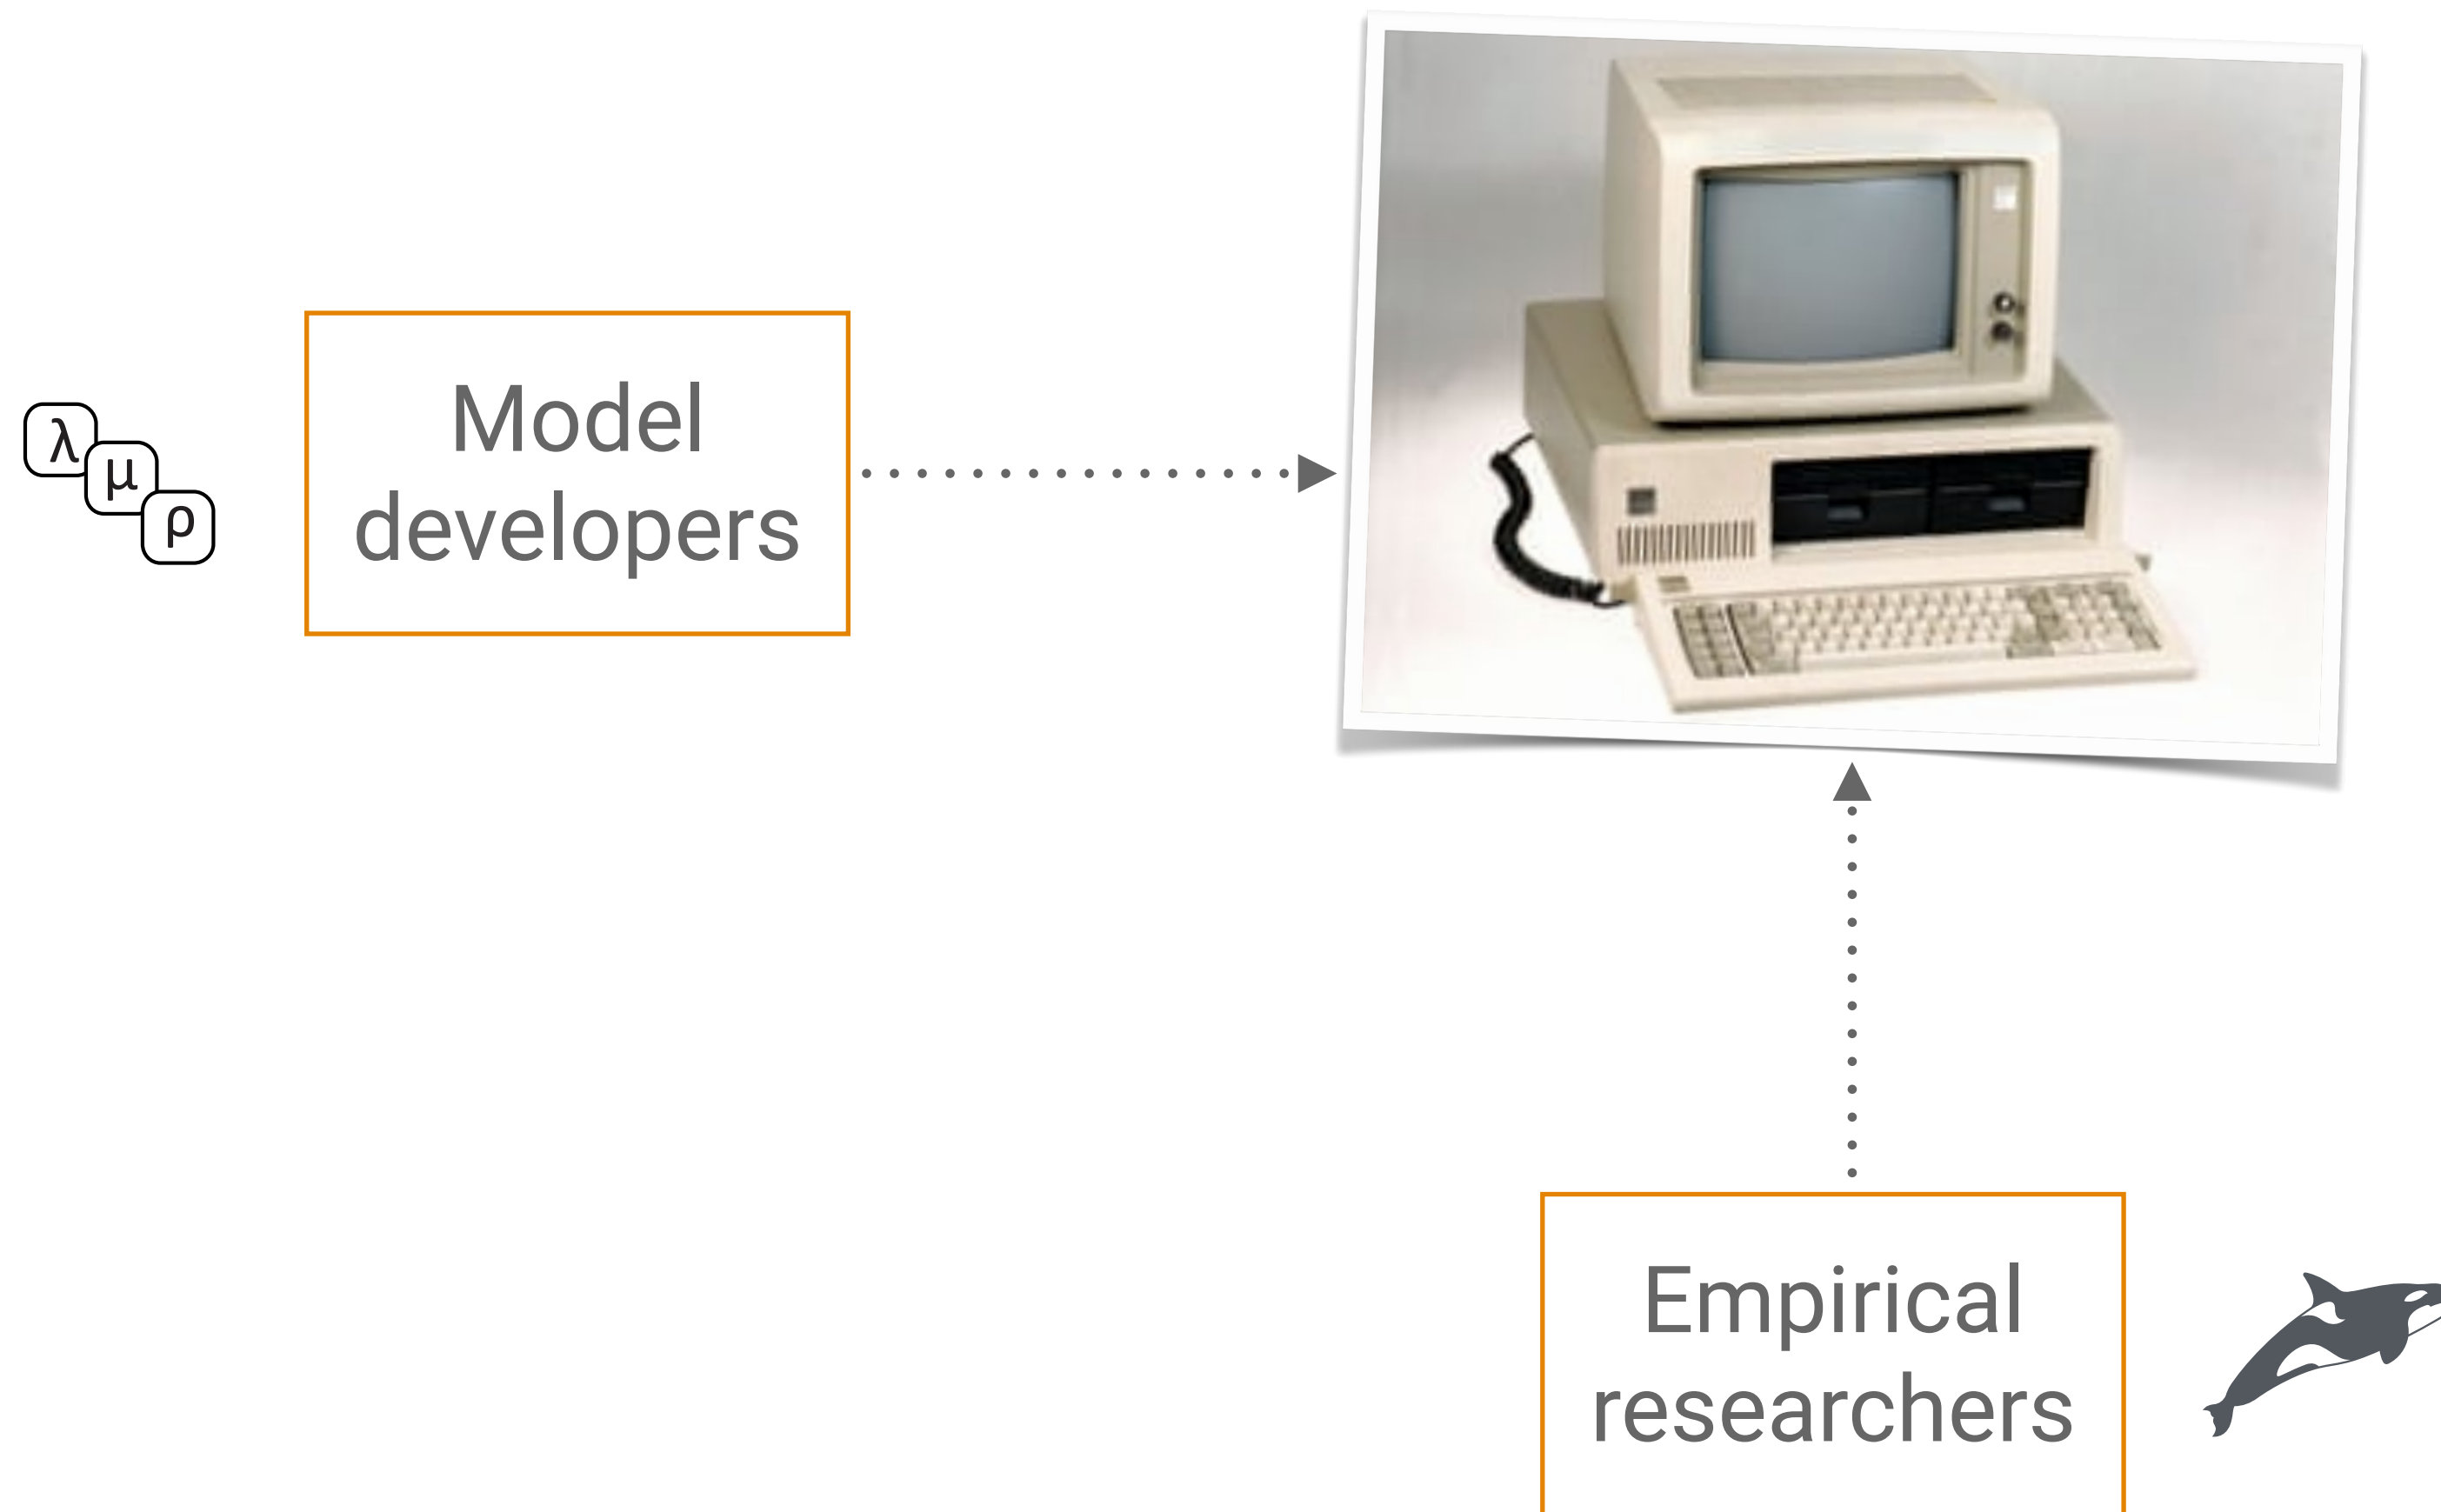 Model
developers
λ
μ
ρ
Empirical
researchers